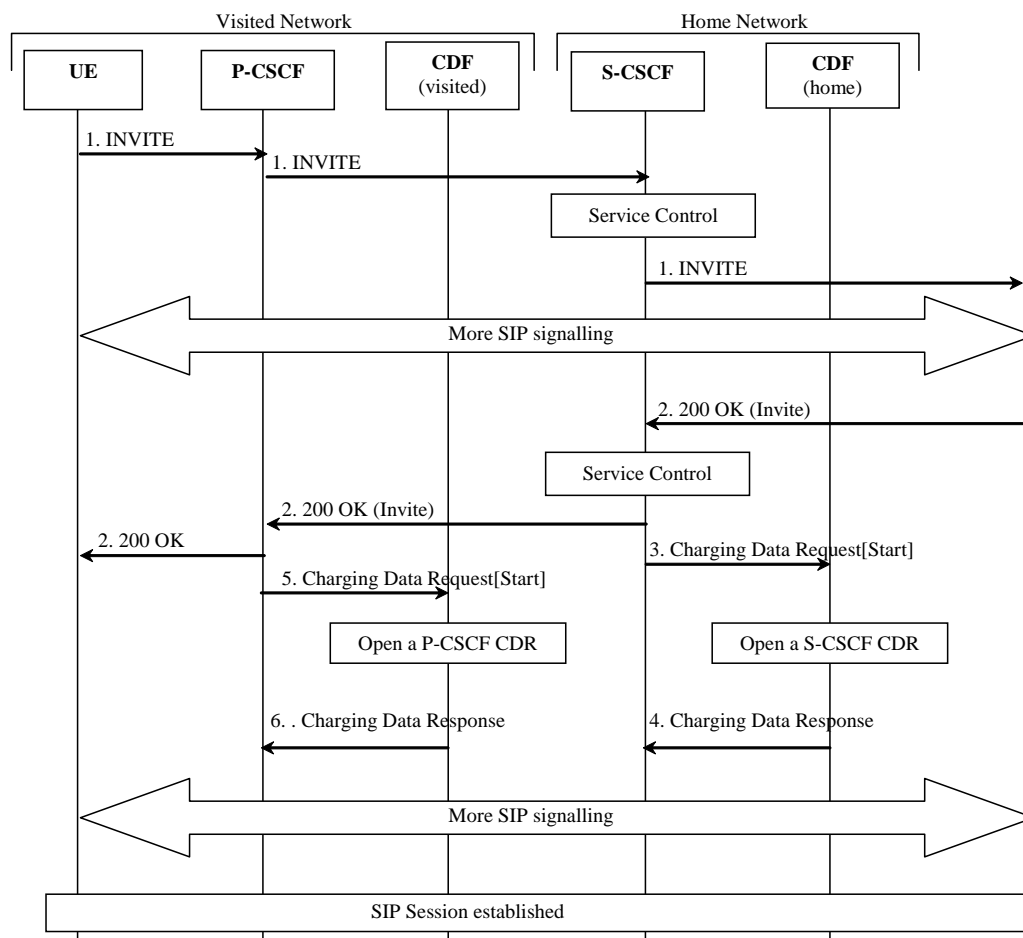 Visited Network
Home Network
UE
P-CSCF
CDF
(visited)
S-CSCF
CDF
(home)
1. INVITE
1. INVITE
Service Control
1. INVITE
More SIP signalling
2. 200 OK (Invite)
Service Control
2. 200 OK (Invite)
2. 200 OK
3. Charging Data Request[Start]
5. Charging Data Request[Start]
Open a P-CSCF CDR
Open a S-CSCF CDR
6. . Charging Data Response
4. Charging Data Response
More SIP signalling
SIP Session established